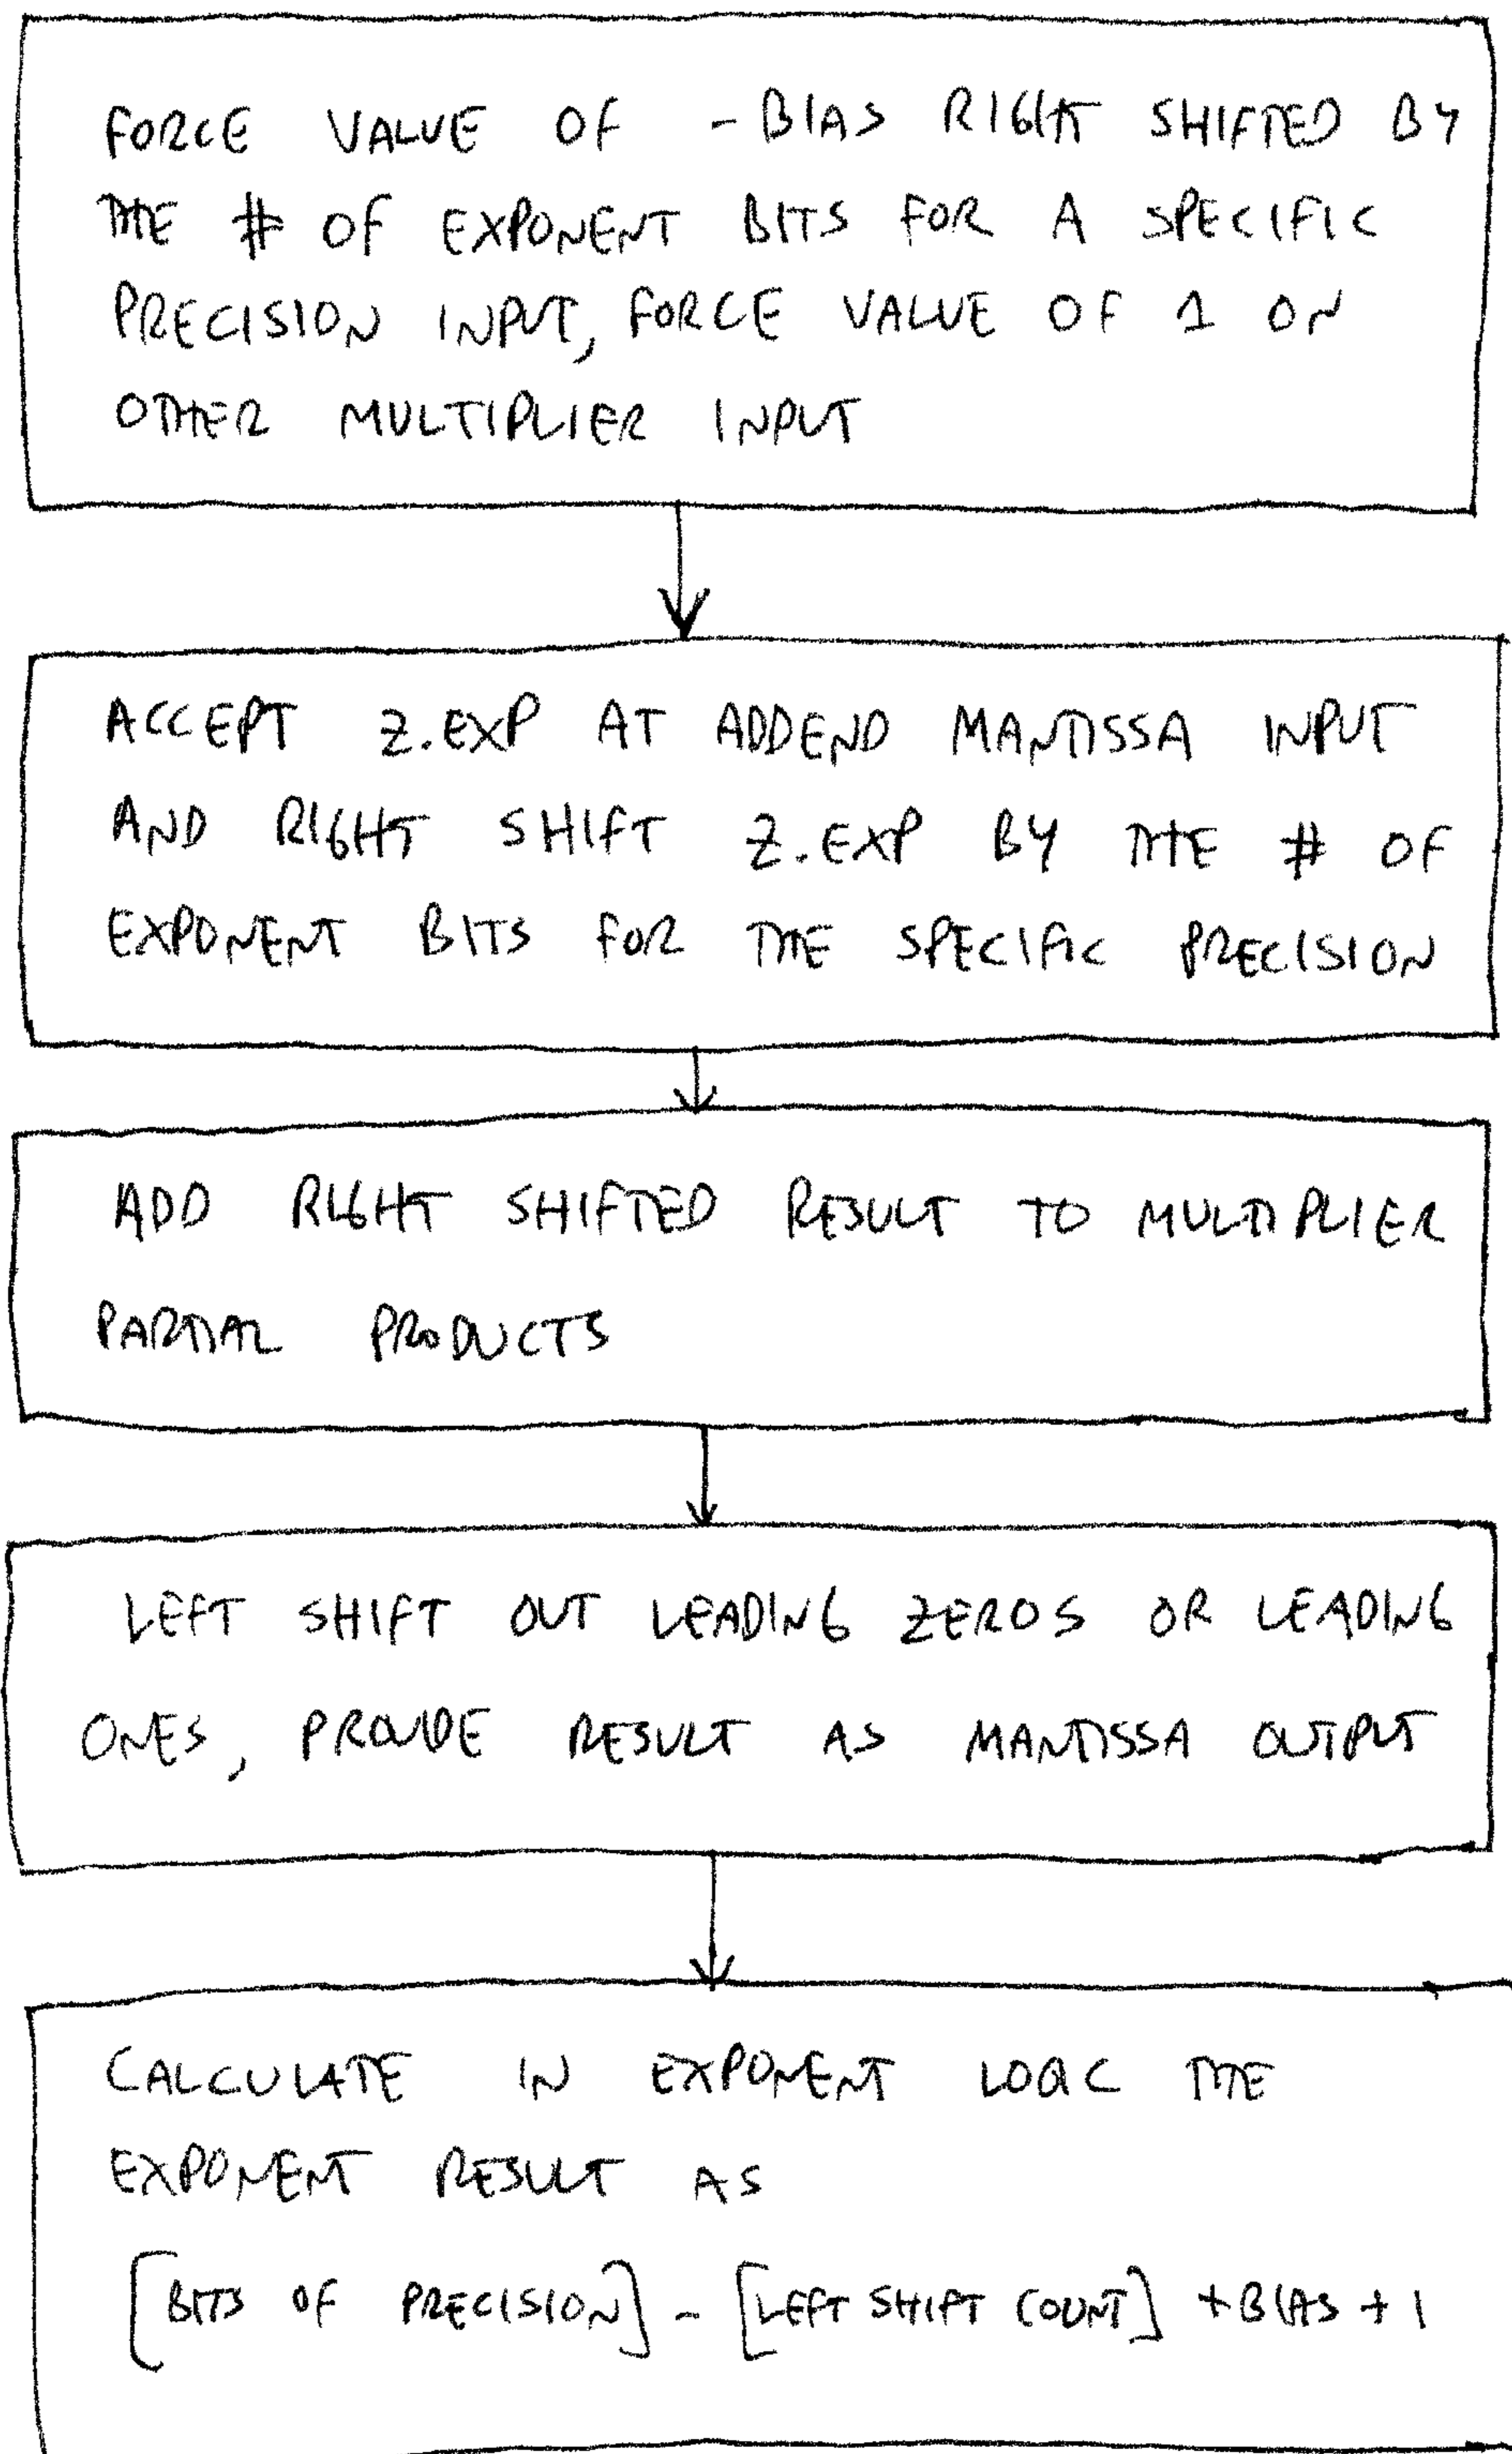 FORCE VALUE OF -BIAS RIGHT SHIFTED BY
THE # OF EXPONENT BITS FOR A SPECIFIC
PRECISION INPUT, FORCE VALUE OF 1 ON
OTHER MULTIPLIER INPUT
ACCEPT Z.EXP AT ADDEND MANTISSA INPUT
AND RIGHT SHIFT Z.EXP BY THE # OF
EXPONENT BITS FOR THE SPECIFIC PRECISION
ADD RIGHT SHIFTED RESULT TO MULTIPLIER
PARTIAL PRODUCTS
LEFT SHIFT OUT LEADING ZEROS OR LEADING
ONES, PROVIDE RESULT AS MANTISSA OUTPUT
CALCULATE IN EXPONENT LOGIC THE
EXPONENT RESULT AS
[BITS OF PRECISION] - [LEFT SHIFT COUNT] + BIAS + 1